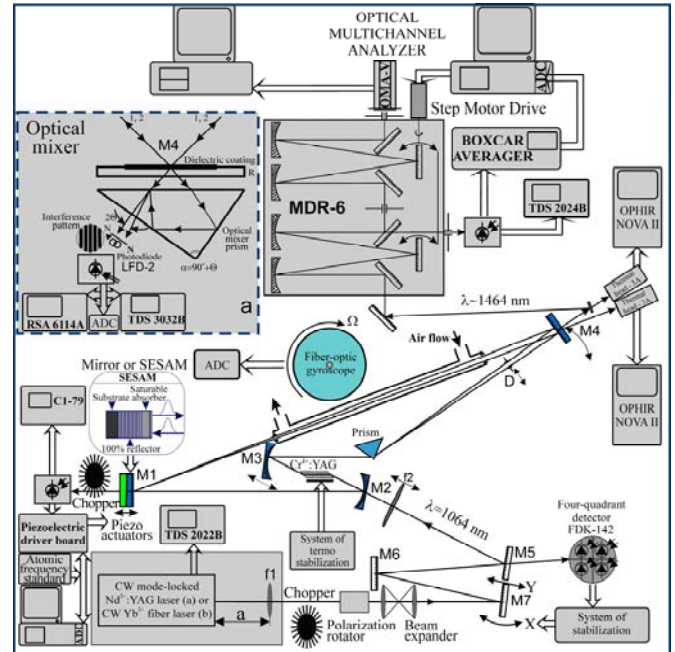 OPTICAL
MULTICHANNEL
ANALYZER
OMA-V
ADC
Step Motor Drive
Optical
mixer
1, 2
1, 2
M4
Dielectric coating
R
Interference
pattern
2Θ
N
N
Photodiode
LFD-2
Optical
mixer
prism
α=90°+Θ
RSA 6114A
ADC
TDS 3032B
a
MDR-6
BOXCAR
AVERAGER
TDS 2024B
OPHIR
NOVA II
Thermal
head - 3A
Thermal
head - 3A
λ~1464 nm
M4
Ω
Air flow
ADC
Fiber-optic
gyroscope
D
OPHIR
NOVA II
Mirror or SESAM
SESAM
Saturable
Substrate absorber
100% reflector
C1-79
M1
Chopper
Piezo
actuators
Piezoelectric
driver board
Prism
M3
Cr⁴⁺:YAG
M2
f2
λ=1064 nm
Four-quadrant
detector
FDK-142
TDS 2022B
System of
termo
stabilization
M6
M5
Y
M7
X
System of
stabilization
Atomic
frequency
standard
ADC
CW mode-locked
Nd³⁺:YAG laser (a) or
CW Yb³⁺ fiber laser (b)
f1
a
Chopper
Polarization
rotator
Beam
expander